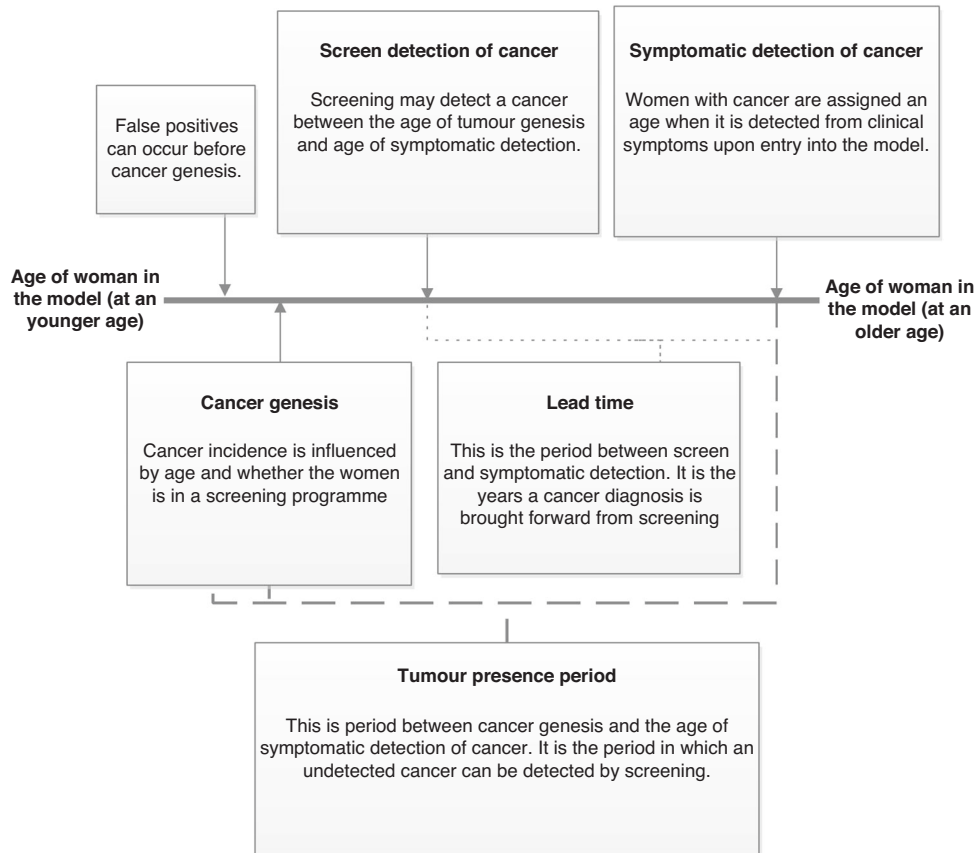 Screen detection of cancer
Screening may detect a cancer
between the age of tumour genesis
and age of symptomatic detection.
Symptomatic detection of cancer
Women with cancer are assigned an
age when it is detected from clinical
symptoms upon entry into the model.
False positives
can occur before
cancer genesis.
Age of woman in
the model (at an
younger age)
Age of woman in
the model (at an
older age)
Cancer genesis
Cancer incidence is influenced
by age and whether the women
is in a screening programme
Lead time
This is the period between screen
and symptomatic detection. It is the
years a cancer diagnosis is
brought forward from screening
Tumour presence period
This is period between cancer genesis and the age of
symptomatic detection of cancer. It is the period in which an
undetected cancer can be detected by screening.